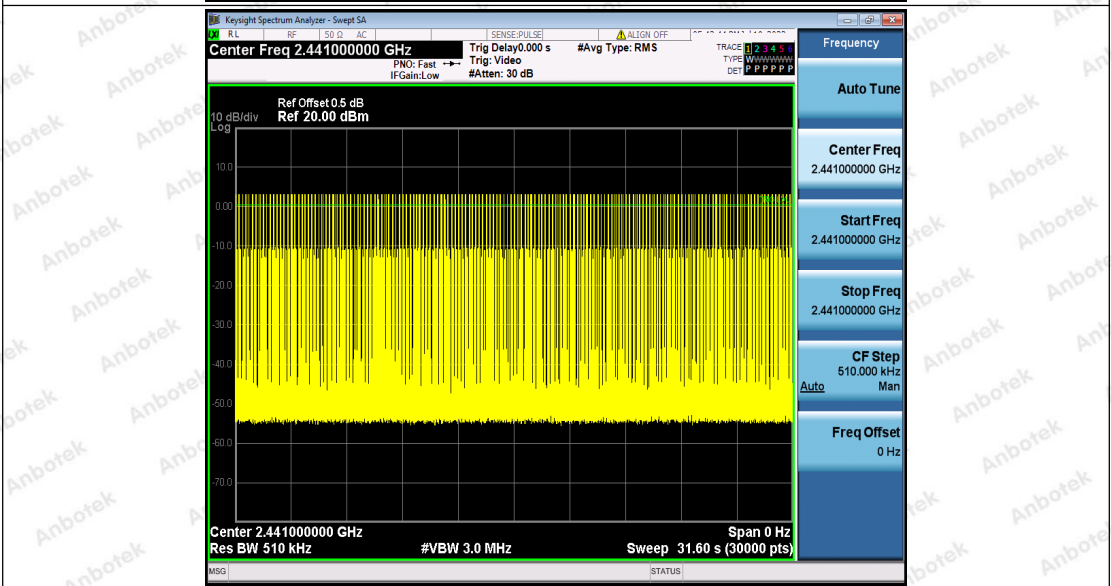 Keysight Spectrum Analyzer - Swept SA
RL RF 50 Ω AC SENSE:PULSE ALIGN OFF
Center Freq 2.441000000 GHz
PNO: Fast
IFGain:Low
Trig Delay0.000 s
Trig: Video
#Atten: 30 dB
#Avg Type: RMS
TRACE 1 2 3 4 5 6
TYPE W
DET P P P P P P
Frequency
Auto Tune
Center Freq
2.441000000 GHz
Start Freq
2.441000000 GHz
Stop Freq
2.441000000 GHz
CF Step
510.000 kHz
Auto Man
Freq Offset
0 Hz
Ref Offset 0.5 dB
10 dB/div Ref 20.00 dBm
Log
10.0
0.00
-10.0
-20.0
-30.0
-40.0
-50.0
-60.0
-70.0
Center 2.441000000 GHz Span 0 Hz
Res BW 510 kHz #VBW 3.0 MHz Sweep 31.60 s (30000 pts)
MSG STATUS
Anbotek